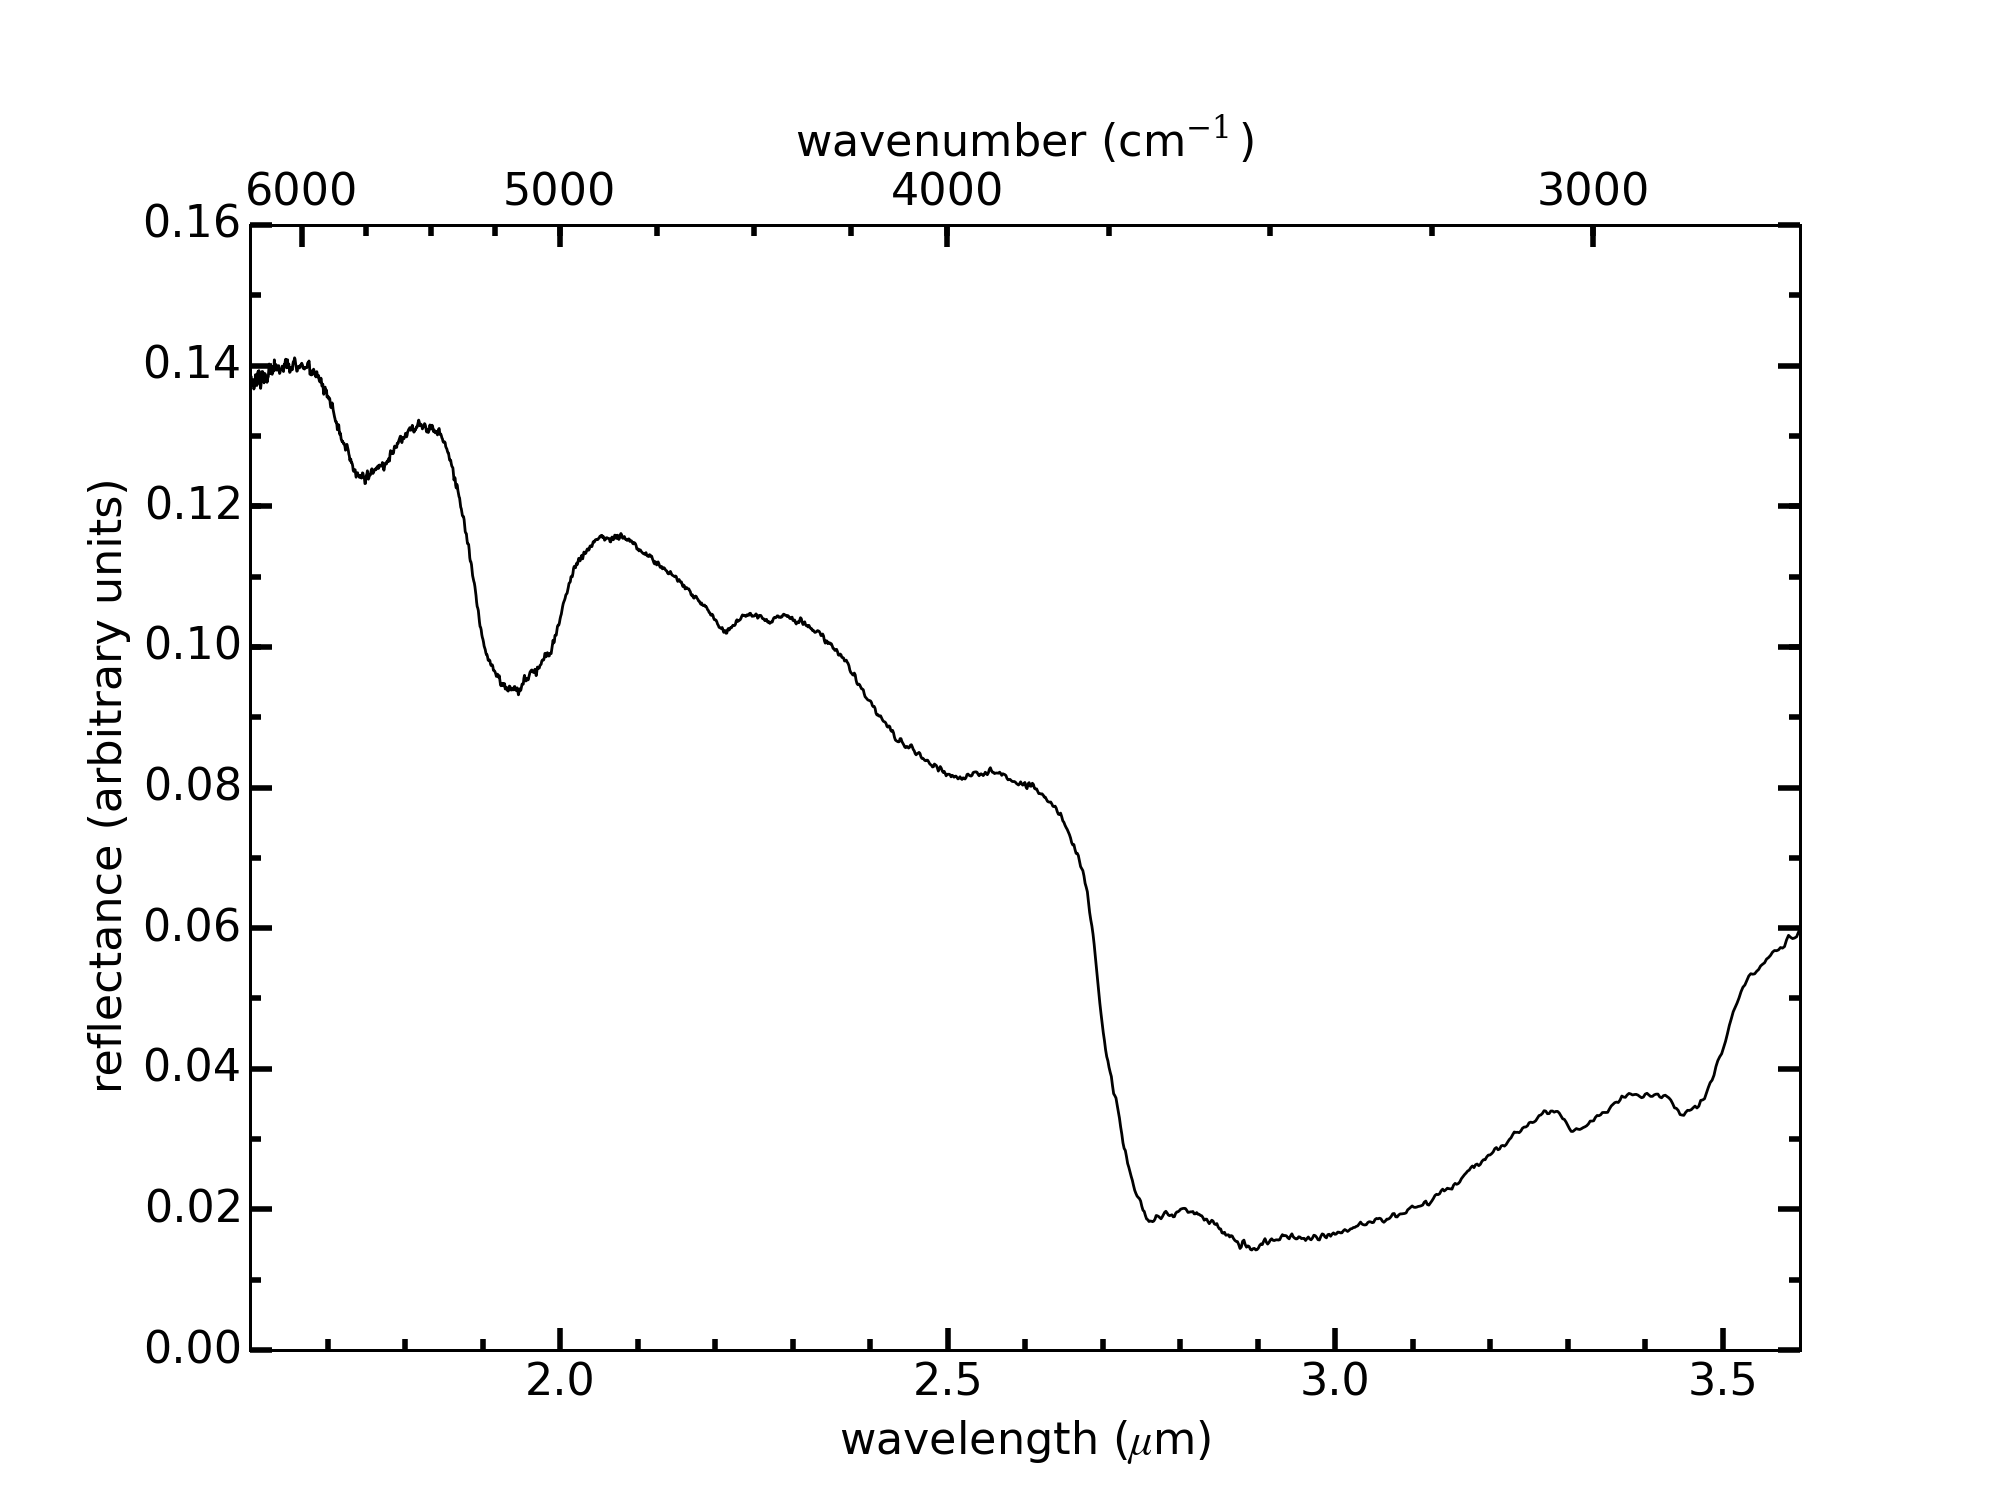 wavenumber (cm⁻¹)
6000 5000 4000 3000
0.16
0.14
0.12
0.10
0.08
0.06
0.04
0.02
0.00
reflectance (arbitrary units)
2.0 2.5 3.0 3.5
wavelength (μm)